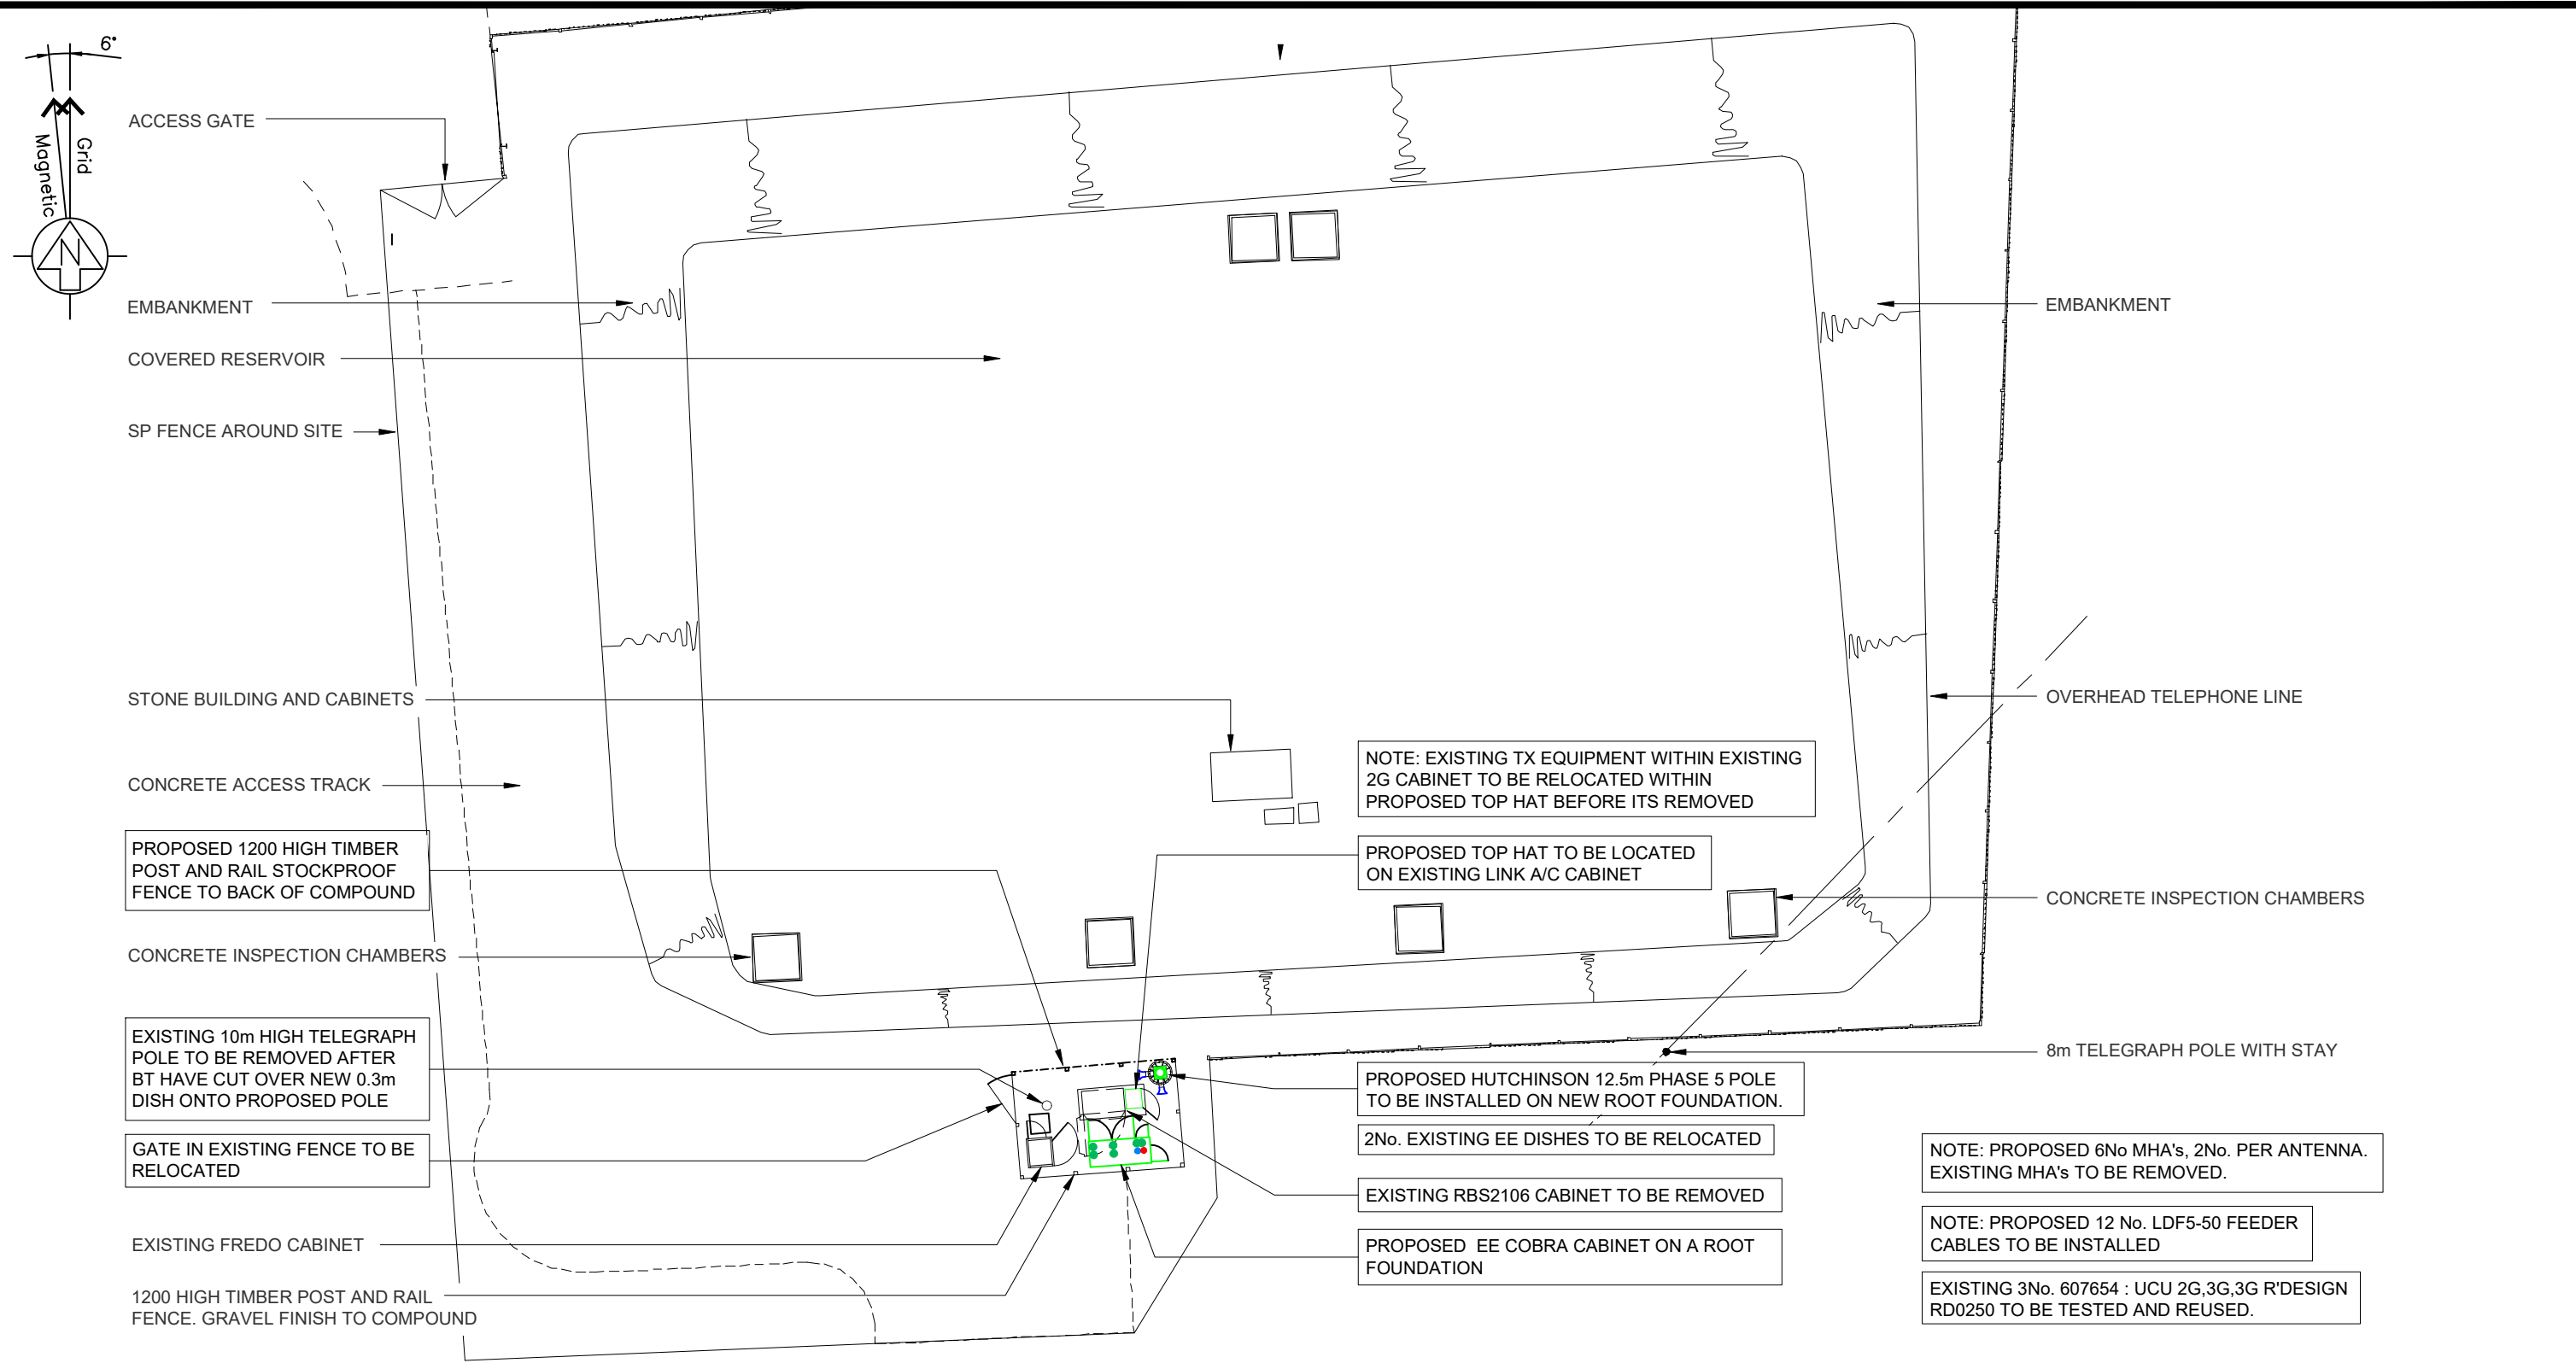 6°
Grid
Magnetic
N
ACCESS GATE
EMBANKMENT
COVERED RESERVOIR
SP FENCE AROUND SITE
STONE BUILDING AND CABINETS
CONCRETE ACCESS TRACK
PROPOSED 1200 HIGH TIMBER
POST AND RAIL STOCKPROOF
FENCE TO BACK OF COMPOUND
CONCRETE INSPECTION CHAMBERS
EXISTING 10m HIGH TELEGRAPH
POLE TO BE REMOVED AFTER
BT HAVE CUT OVER NEW 0.3m
DISH ONTO PROPOSED POLE
GATE IN EXISTING FENCE TO BE
RELOCATED
EXISTING FREDO CABINET
1200 HIGH TIMBER POST AND RAIL
FENCE. GRAVEL FINISH TO COMPOUND
NOTE: EXISTING TX EQUIPMENT WITHIN EXISTING
2G CABINET TO BE RELOCATED WITHIN
PROPOSED TOP HAT BEFORE ITS REMOVED
PROPOSED TOP HAT TO BE LOCATED
ON EXISTING LINK A/C CABINET
PROPOSED HUTCHINSON 12.5m PHASE 5 POLE
TO BE INSTALLED ON NEW ROOT FOUNDATION.
2No. EXISTING EE DISHES TO BE RELOCATED
EXISTING RBS2106 CABINET TO BE REMOVED
PROPOSED EE COBRA CABINET ON A ROOT
FOUNDATION
EMBANKMENT
OVERHEAD TELEPHONE LINE
CONCRETE INSPECTION CHAMBERS
8m TELEGRAPH POLE WITH STAY
NOTE: PROPOSED 6No MHA's, 2No. PER ANTENNA.
EXISTING MHA's TO BE REMOVED.
NOTE: PROPOSED 12 No. LDF5-50 FEEDER
CABLES TO BE INSTALLED
EXISTING 3No. 607654 : UCU 2G,3G,3G R'DESIGN
RD0250 TO BE TESTED AND REUSED.